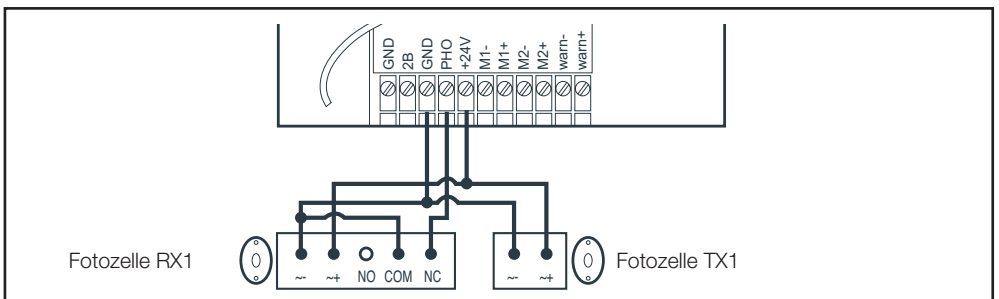 GND 2B GND PHO +24V M1- M1+ M2- M2+ warn- warn+
Fotozelle RX1
~- ~+ NO COM NC
~- ~+
Fotozelle TX1